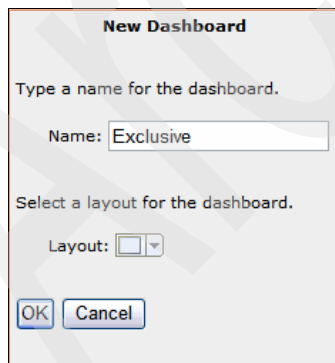 New Dashboard
Type a name for the dashboard.
Name: Exclusive
Select a layout for the dashboard.
Layout:
OK Cancel